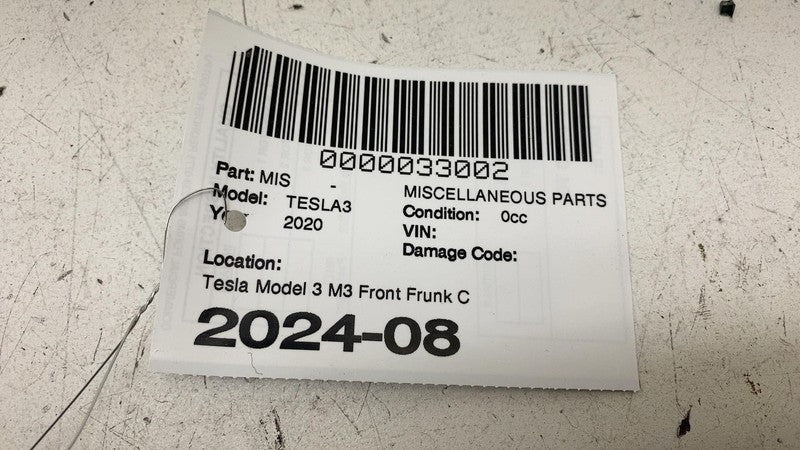 0000033002
Part: MIS - MISCELLANEOUS PARTS
Model: TESLA3 Condition: 0cc
2020 VIN:
Damage Code:
Location:
Tesla Model 3 M3 Front Frunk C
2024-08